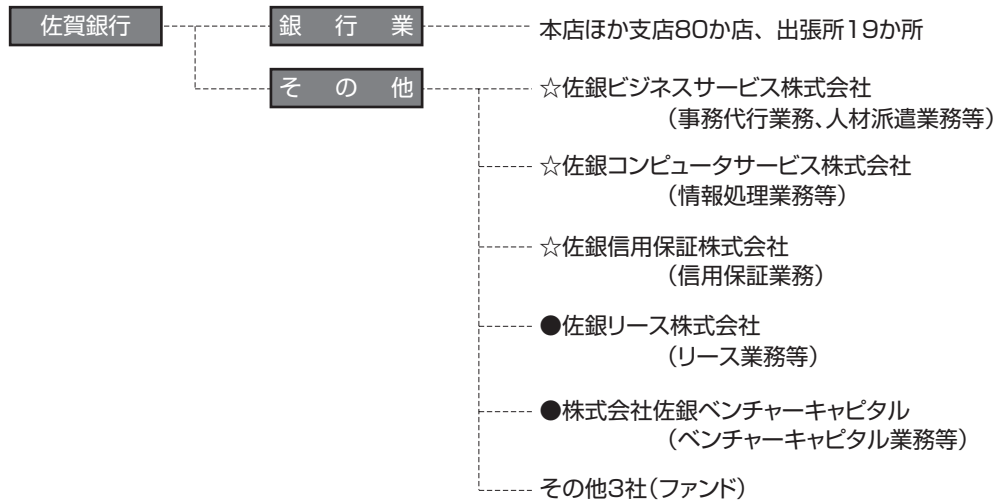 佐賀銀行
銀行業
本店ほか支店80か店、出張所19か所
その他
☆佐銀ビジネスサービス株式会社
（事務代行業務、人材派遣業務等）
☆佐銀コンピュータサービス株式会社
（情報処理業務等）
☆佐銀信用保証株式会社
（信用保証業務）
●佐銀リース株式会社
（リース業務等）
●株式会社佐銀ベンチャーキャピタル
（ベンチャーキャピタル業務等）
その他3社（ファンド）